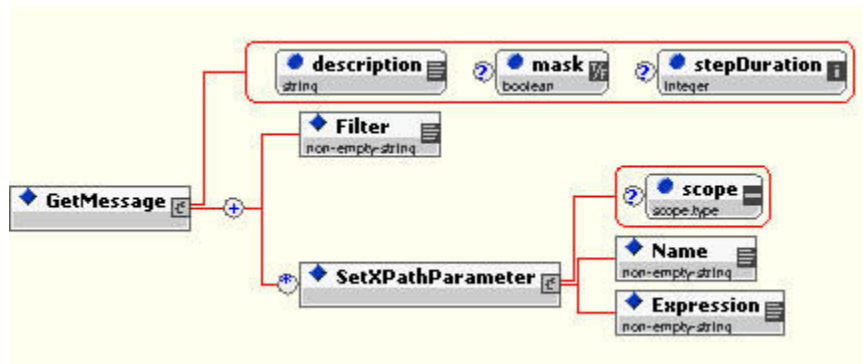 description
string
? mask
boolean
? stepDuration
integer
Filter
non-empty-string
GetMessage
+
? scope
scope.type
* SetXPathParameter
Name
non-empty-string
Expression
non-empty-string